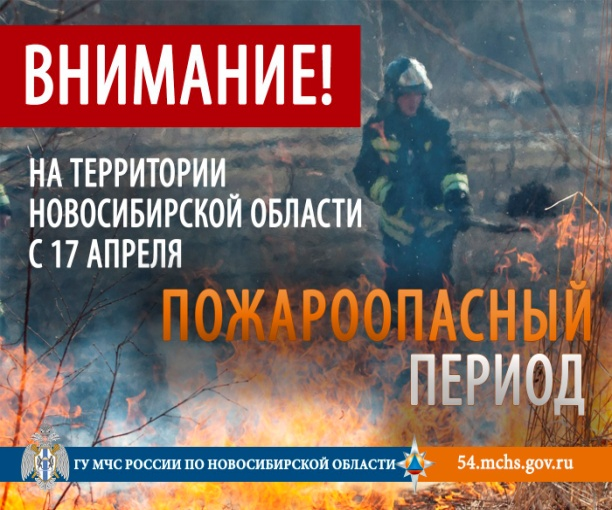 ВНИМАНИЕ!
НА ТЕРРИТОРИИ
НОВОСИБИРСКОЙ ОБЛАСТИ
С 17 АПРЕЛЯ
ПОЖАРООПАСНЫЙ
ПЕРИОД
ГУ МЧС РОССИИ ПО НОВОСИБИРСКОЙ ОБЛАСТИ
54.mchs.gov.ru